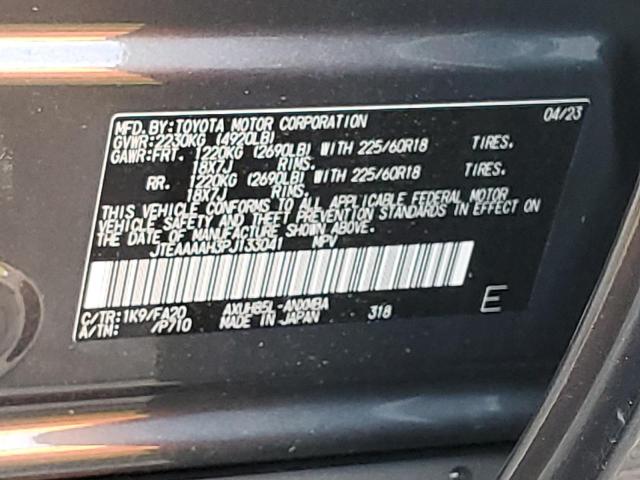 MFD.BY:TOYOTA MOTOR CORPORATION 04/23
GVWR:2230KG (4920LB)
GAWR:FRT. 1220KG (2690LB) WITH 225/60R18 TIRES.
18X7J RIMS.
RR. 1220KG (2690LB) WITH 225/60R18 TIRES.
18X7J RIMS.
THIS VEHICLE CONFORMS TO ALL APPLICABLE FEDERAL MOTOR
VEHICLE SAFETY AND THEFT PREVENTION STANDARDS IN EFFECT ON
THE DATE OF MANUFACTURE SHOWN ABOVE.
JTEAAAAH3PJ133041 MPV
C/TR:1K9/FA20 AXUH85L-ANXMBA 318 E
A/TM: /P710 MADE IN JAPAN